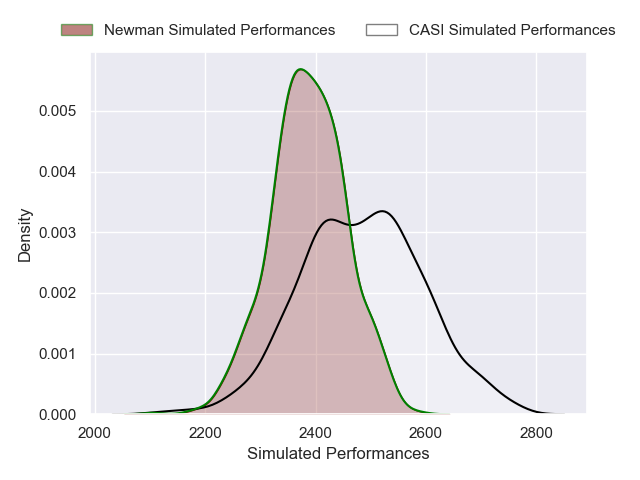 Newman Simulated Performances CASI Simulated Performances
0.005
0.004
0.003
0.002
0.001
0.000
Density
2000 2200 2400 2600 2800
Simulated Performances